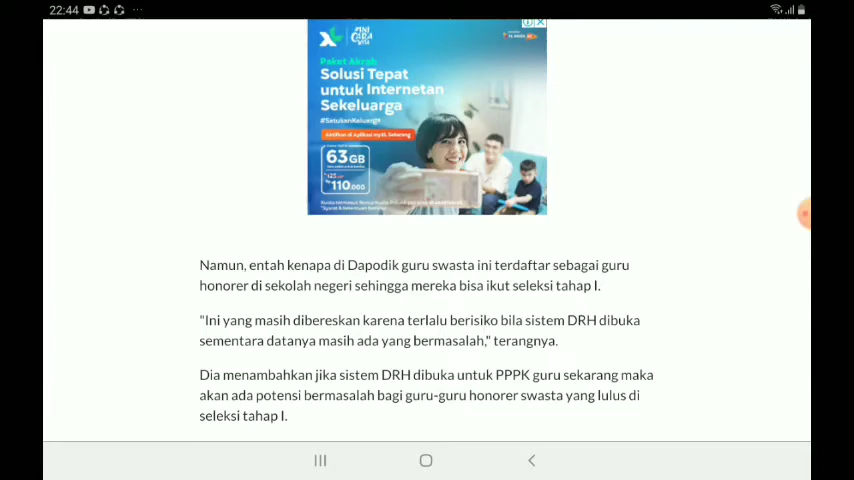 22:44
XL
Paket Akrab
Solusi Tepat
untuk Internetan
Sekeluarga
#SatukanKeluarga
63GB
110.000
Namun, entah kenapa di Dapodik guru swasta ini terdaftar sebagai guru
honorer di sekolah negeri sehingga mereka bisa ikut seleksi tahap I.
"Ini yang masih dibereskan karena terlalu berisiko bila sistem DRH dibuka
sementara datanya masih ada yang bermasalah," terangnya.
Dia menambahkan jika sistem DRH dibuka untuk PPPK guru sekarang maka
akan ada potensi bermasalah bagi guru-guru honorer swasta yang lulus di
seleksi tahap I.